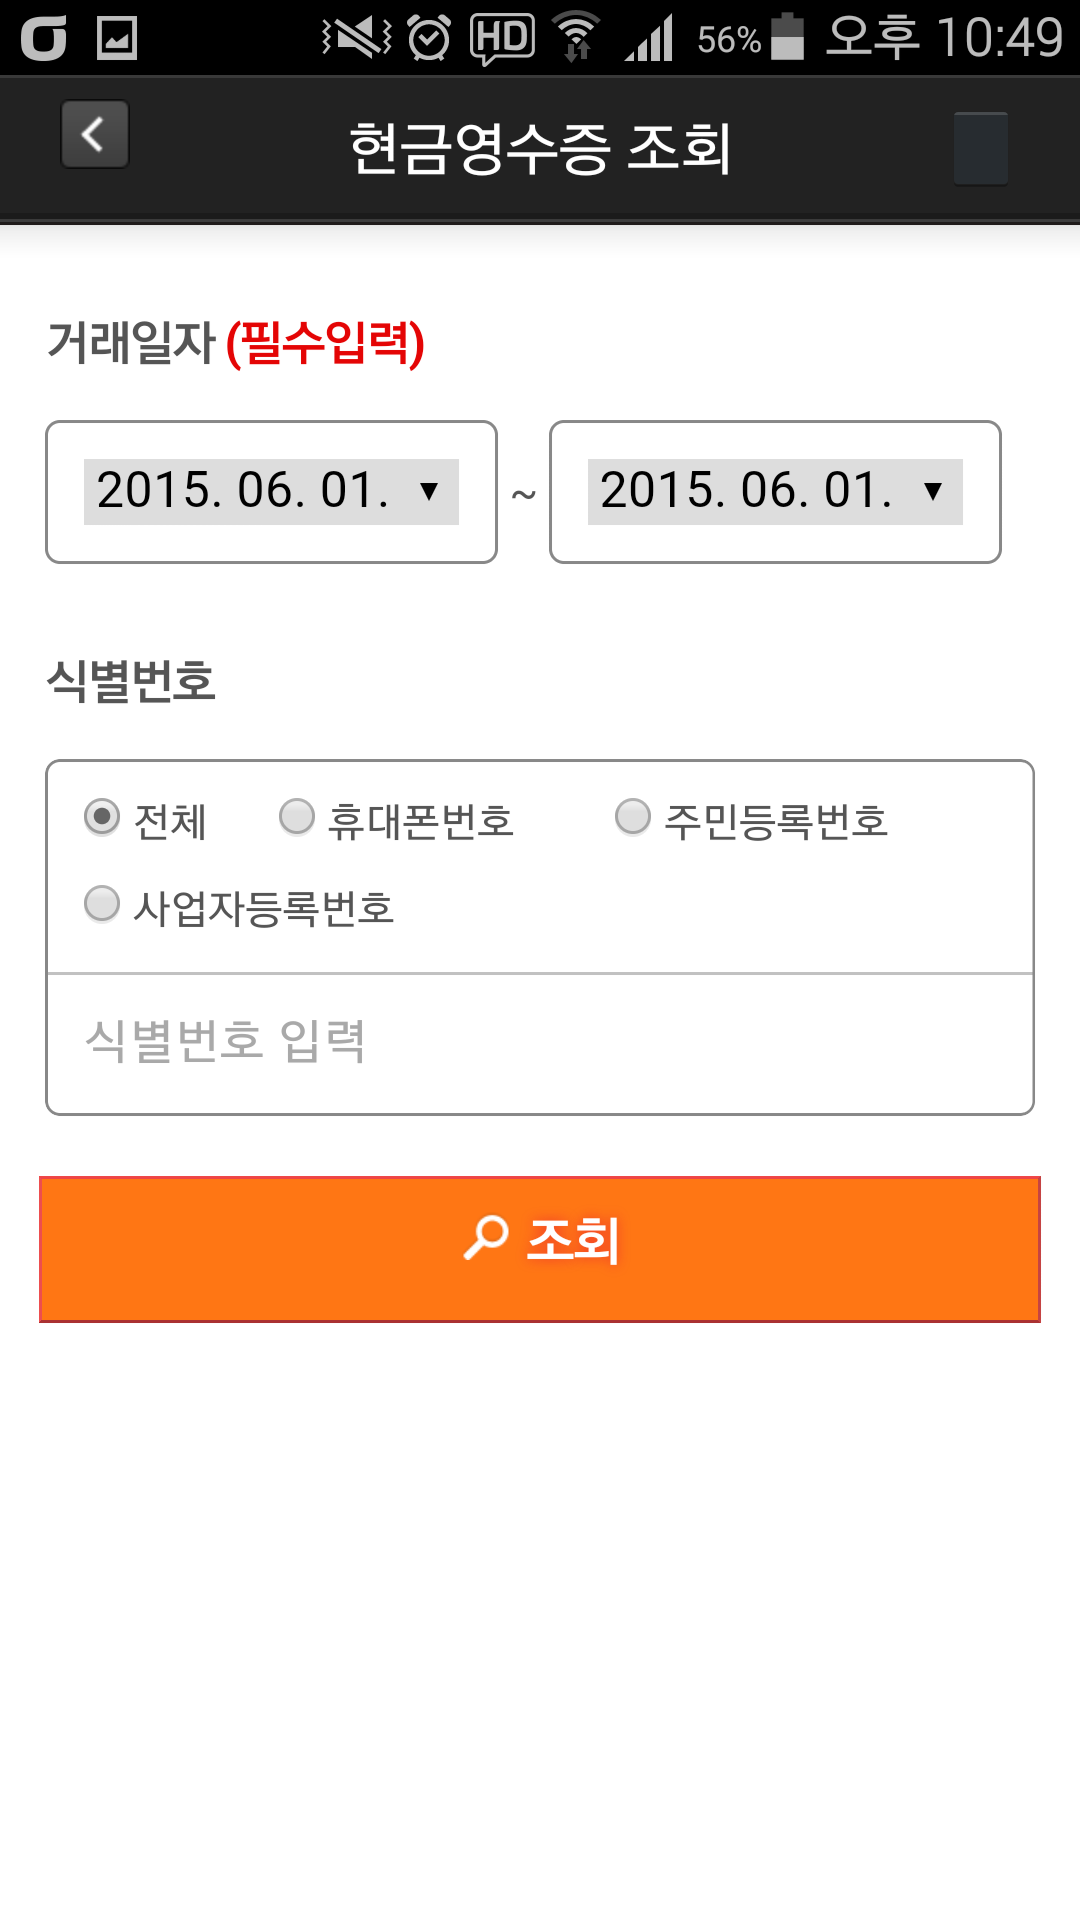 HD 56% 오후 10:49
현금영수증 조회
거래일자 (필수입력)
2015. 06. 01. ▼ ~ 2015. 06. 01. ▼
식별번호
전체 휴대폰번호 주민등록번호
사업자등록번호
식별번호 입력
조회